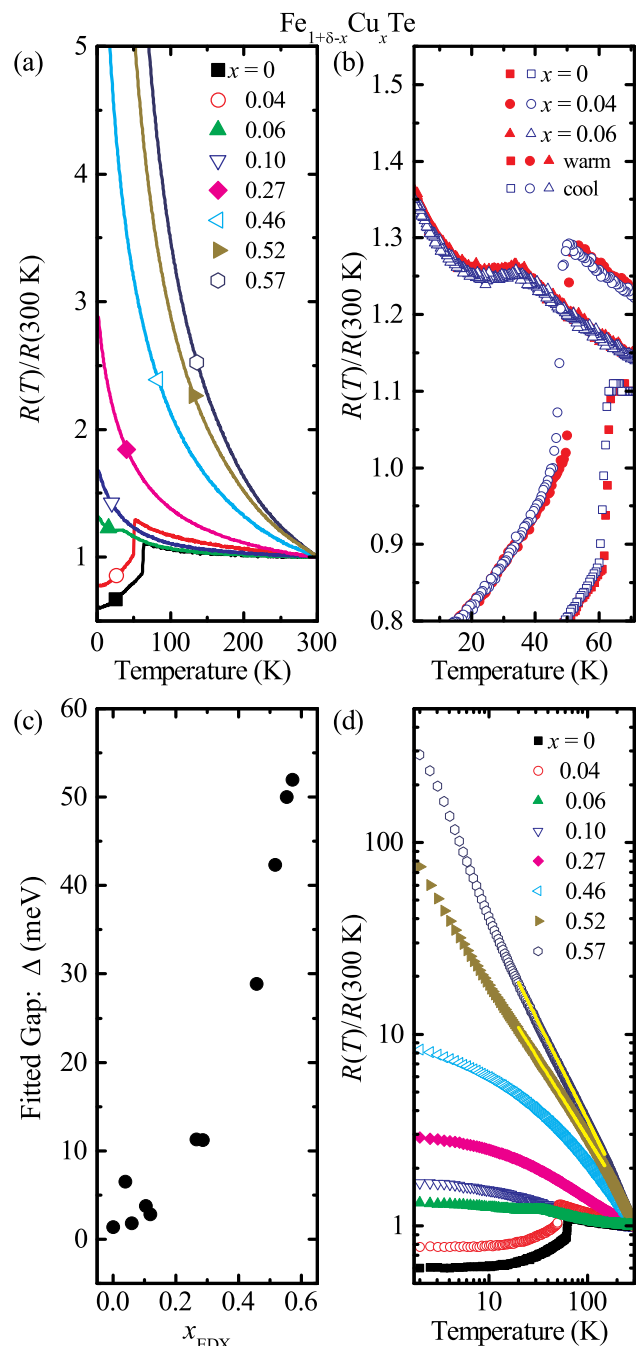 Fe1+δ-xCuxTe
(a)
x = 0
0.04
0.06
0.10
0.27
0.46
0.52
0.57
5
4
3
2
1
R(T)/R(300 K)
0 100 200 300
Temperature (K)
(b)
x = 0
x = 0.04
x = 0.06
warm
cool
1.5
1.4
1.3
1.2
1.1
1.0
0.9
0.8
R(T)/R(300 K)
20 40 60
Temperature (K)
(c)
60
50
40
30
20
10
0
Fitted Gap: Δ (meV)
0.0 0.2 0.4 0.6
xEDX
(d)
x = 0
0.04
0.06
0.10
0.27
0.46
0.52
0.57
100
10
1
R(T)/R(300 K)
10 100
Temperature (K)